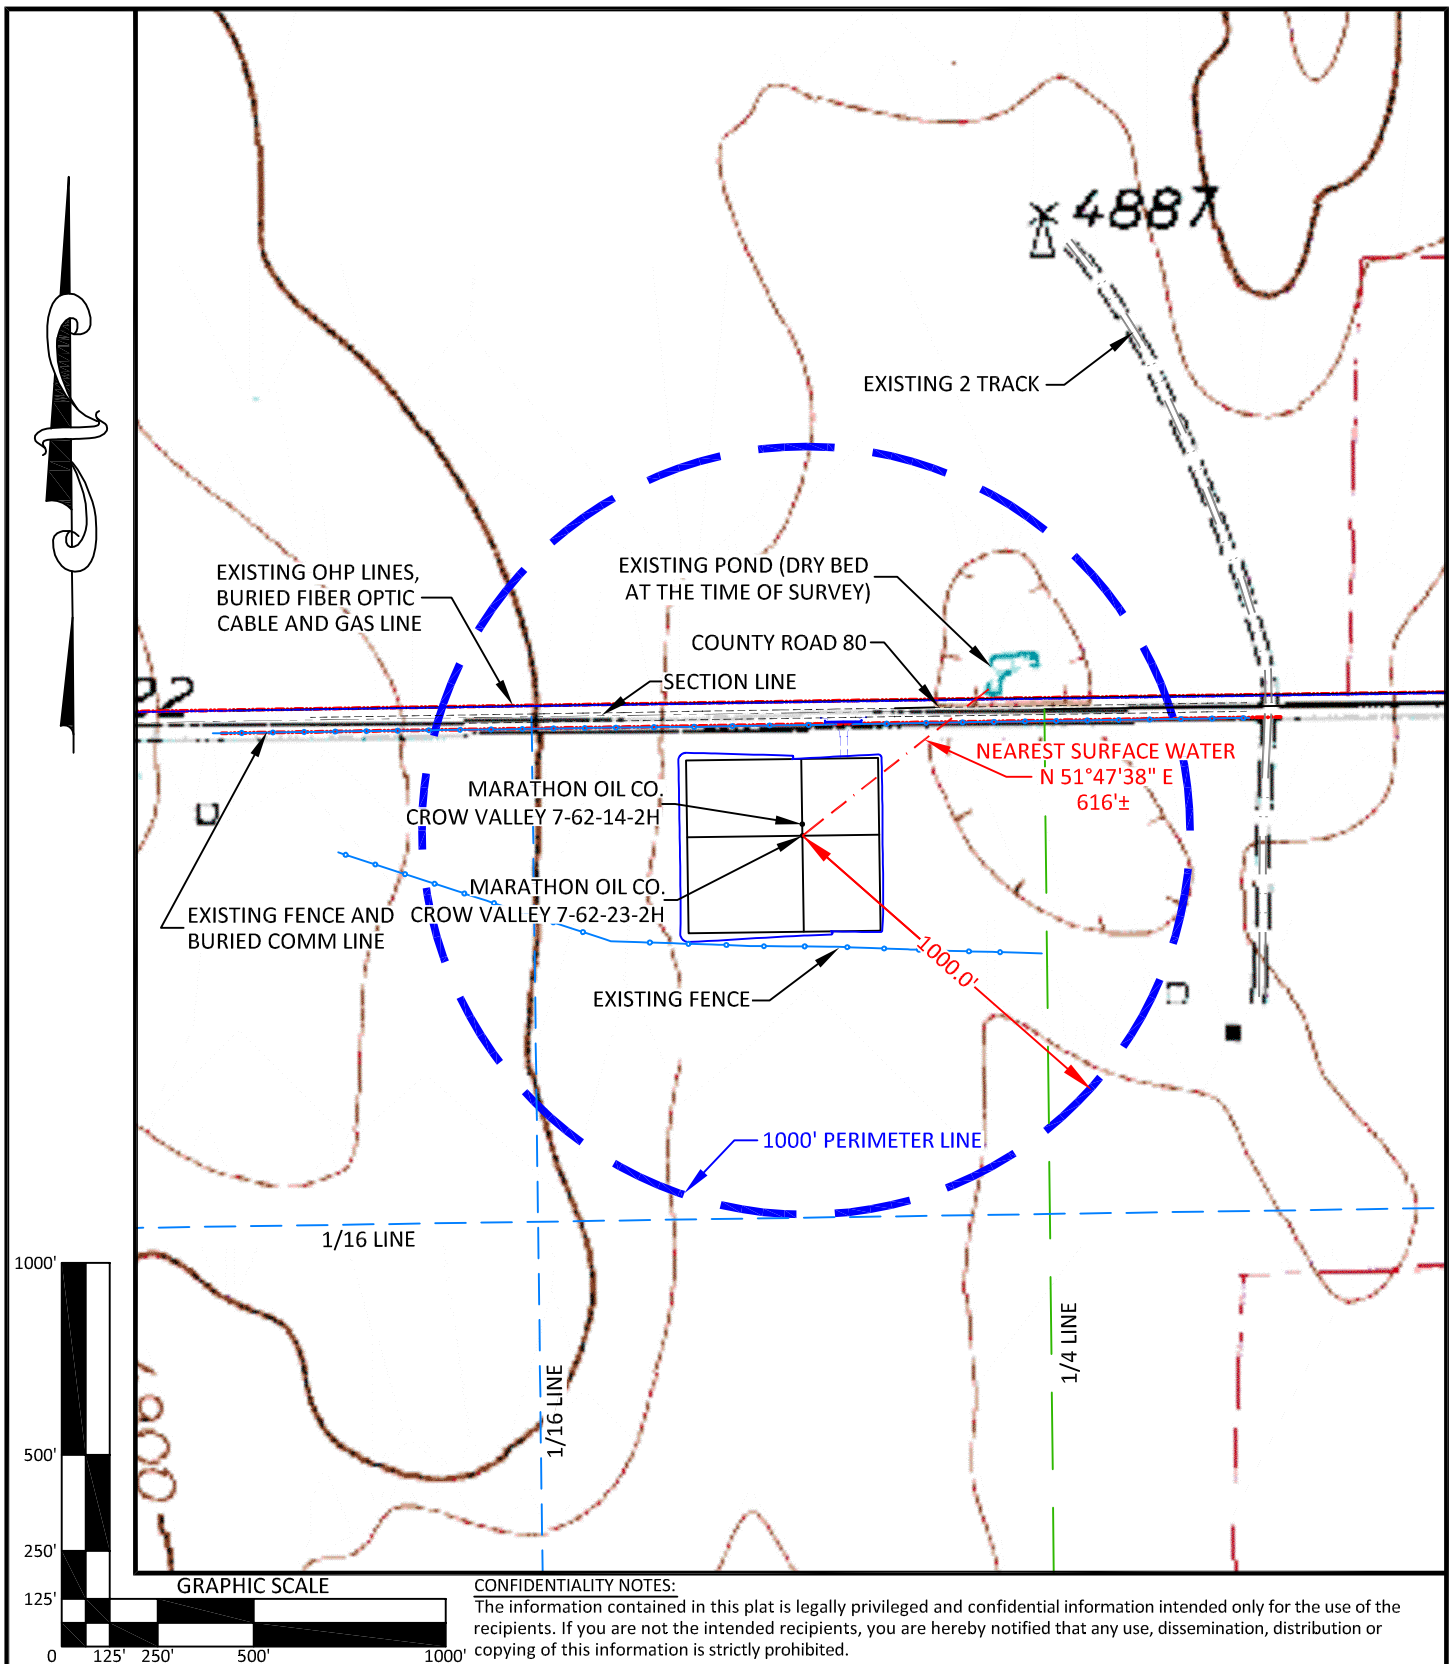 4887
EXISTING 2 TRACK
EXISTING OHP LINES,
BURIED FIBER OPTIC
CABLE AND GAS LINE
EXISTING POND (DRY BED
AT THE TIME OF SURVEY)
COUNTY ROAD 80
SECTION LINE
22
NEAREST SURFACE WATER
N 51°47'38" E
616'±
MARATHON OIL CO.
CROW VALLEY 7-62-14-2H
MARATHON OIL CO.
CROW VALLEY 7-62-23-2H
EXISTING FENCE AND
BURIED COMM LINE
1000.0'
EXISTING FENCE
1000' PERIMETER LINE
1/16 LINE
1/16 LINE
1/4 LINE
1000'
500'
250'
125'
GRAPHIC SCALE
0 125' 250' 500' 1000'
CONFIDENTIALITY NOTES:
The information contained in this plat is legally privileged and confidential information intended only for the use of the
recipients. If you are not the intended recipients, you are hereby notified that any use, dissemination, distribution or
copying of this information is strictly prohibited.